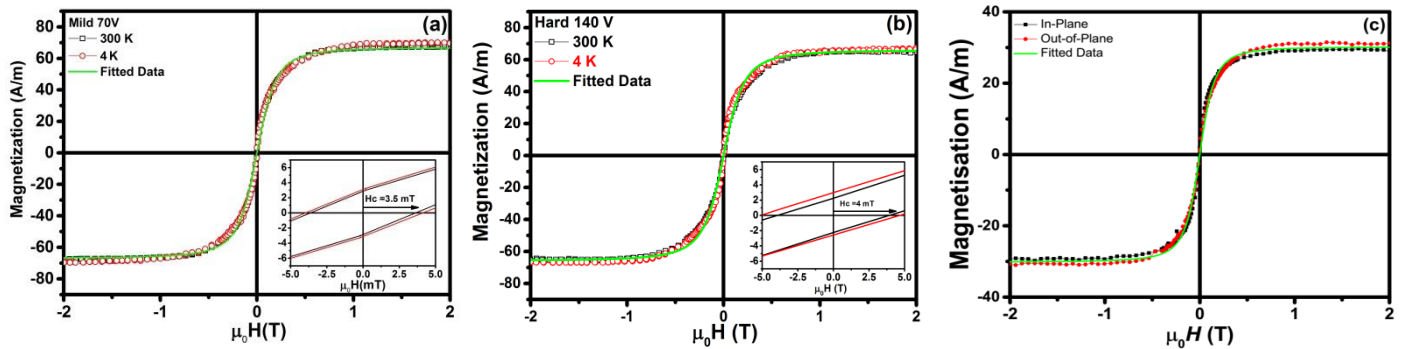 (a)
Mild 70V
300 K
4 K
Fitted Data
Magnetization (A/m)
80
60
40
20
0
-20
-40
-60
-80
-2
-1
0
1
2
μ₀H(T)
6
4
2
0
-2
-4
-6
Hc =3.5 mT
-5.0
-2.5
0.0
2.5
5.0
μ₀H(mT)
(b)
Hard 140 V
300 K
4 K
Fitted Data
Magnetization (A/m)
80
60
40
20
0
-20
-40
-60
-80
-2
-1
0
1
2
μ₀H (T)
6
4
2
0
-2
-4
-6
Hc =4 mT
-5.0
-2.5
0.0
2.5
5.0
μ₀H (T)
(c)
In-Plane
Out-of-Plane
Fitted Data
Magnetisation (A/m)
40
20
0
-20
-40
-2
-1
0
1
2
μ₀H (T)